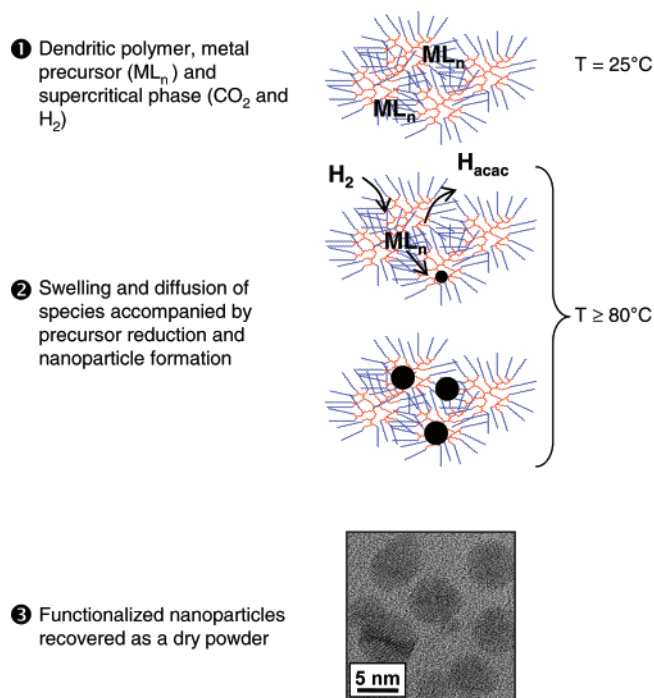 ❶ Dendritic polymer, metal
precursor (MLₙ) and
supercritical phase (CO₂ and
H₂)
MLₙ
MLₙ
T = 25°C
H₂
Hₐcₐc
MLₙ
❷ Swelling and diffusion of
species accompanied by
precursor reduction and
nanoparticle formation
T ≥ 80°C
❸ Functionalized nanoparticles
recovered as a dry powder
5 nm